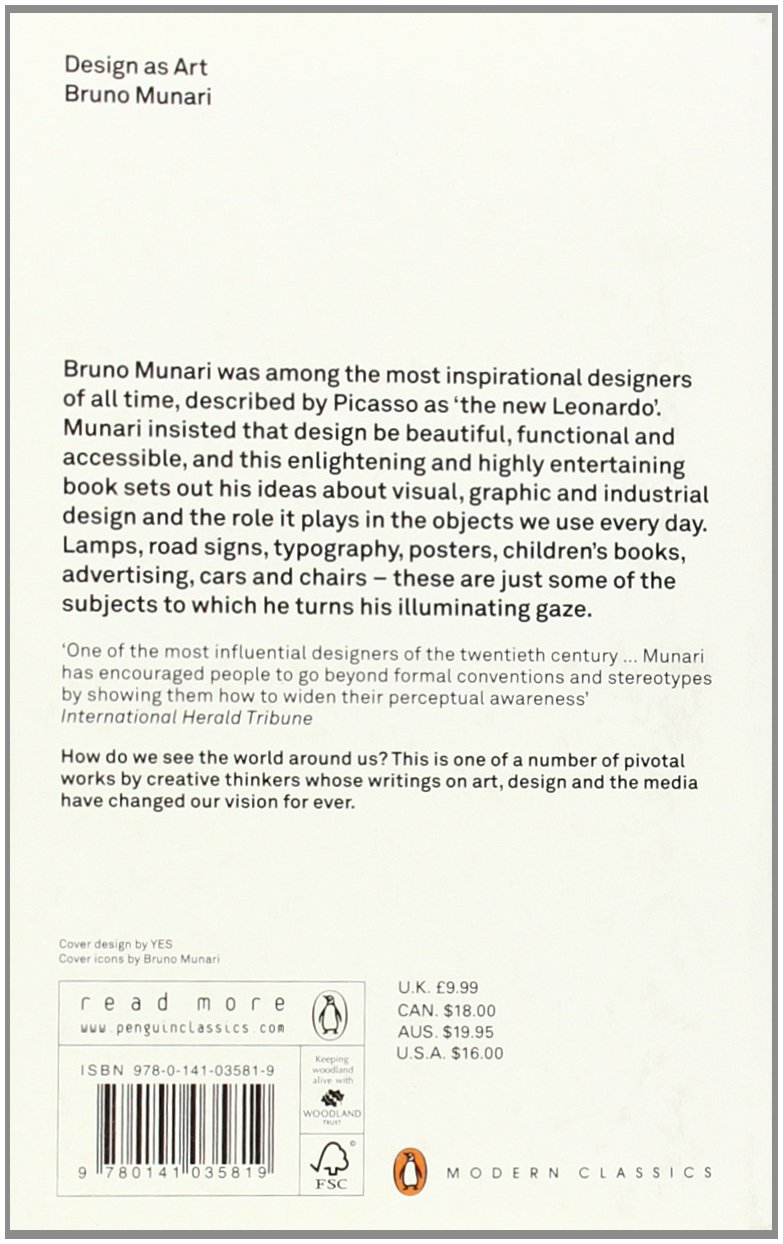 Design as Art
Bruno Munari
Bruno Munari was among the most inspirational designers
of all time, described by Picasso as ‘the new Leonardo’.
Munari insisted that design be beautiful, functional and
accessible, and this enlightening and highly entertaining
book sets out his ideas about visual, graphic and industrial
design and the role it plays in the objects we use every day.
Lamps, road signs, typography, posters, children’s books,
advertising, cars and chairs – these are just some of the
subjects to which he turns his illuminating gaze.
‘One of the most influential designers of the twentieth century ... Munari
has encouraged people to go beyond formal conventions and stereotypes
by showing them how to widen their perceptual awareness’
International Herald Tribune
How do we see the world around us? This is one of a number of pivotal
works by creative thinkers whose writings on art, design and the media
have changed our vision for ever.
Cover design by YES
Cover icons by Bruno Munari
read more
www.penguinclassics.com
ISBN 978-0-141-03581-9
9 780141 035819
Keeping
woodland
alive with
WOODLAND
TRUST
©
FSC
U.K. £9.99
CAN. $18.00
AUS. $19.95
U.S.A. $16.00
MODERN CLASSICS